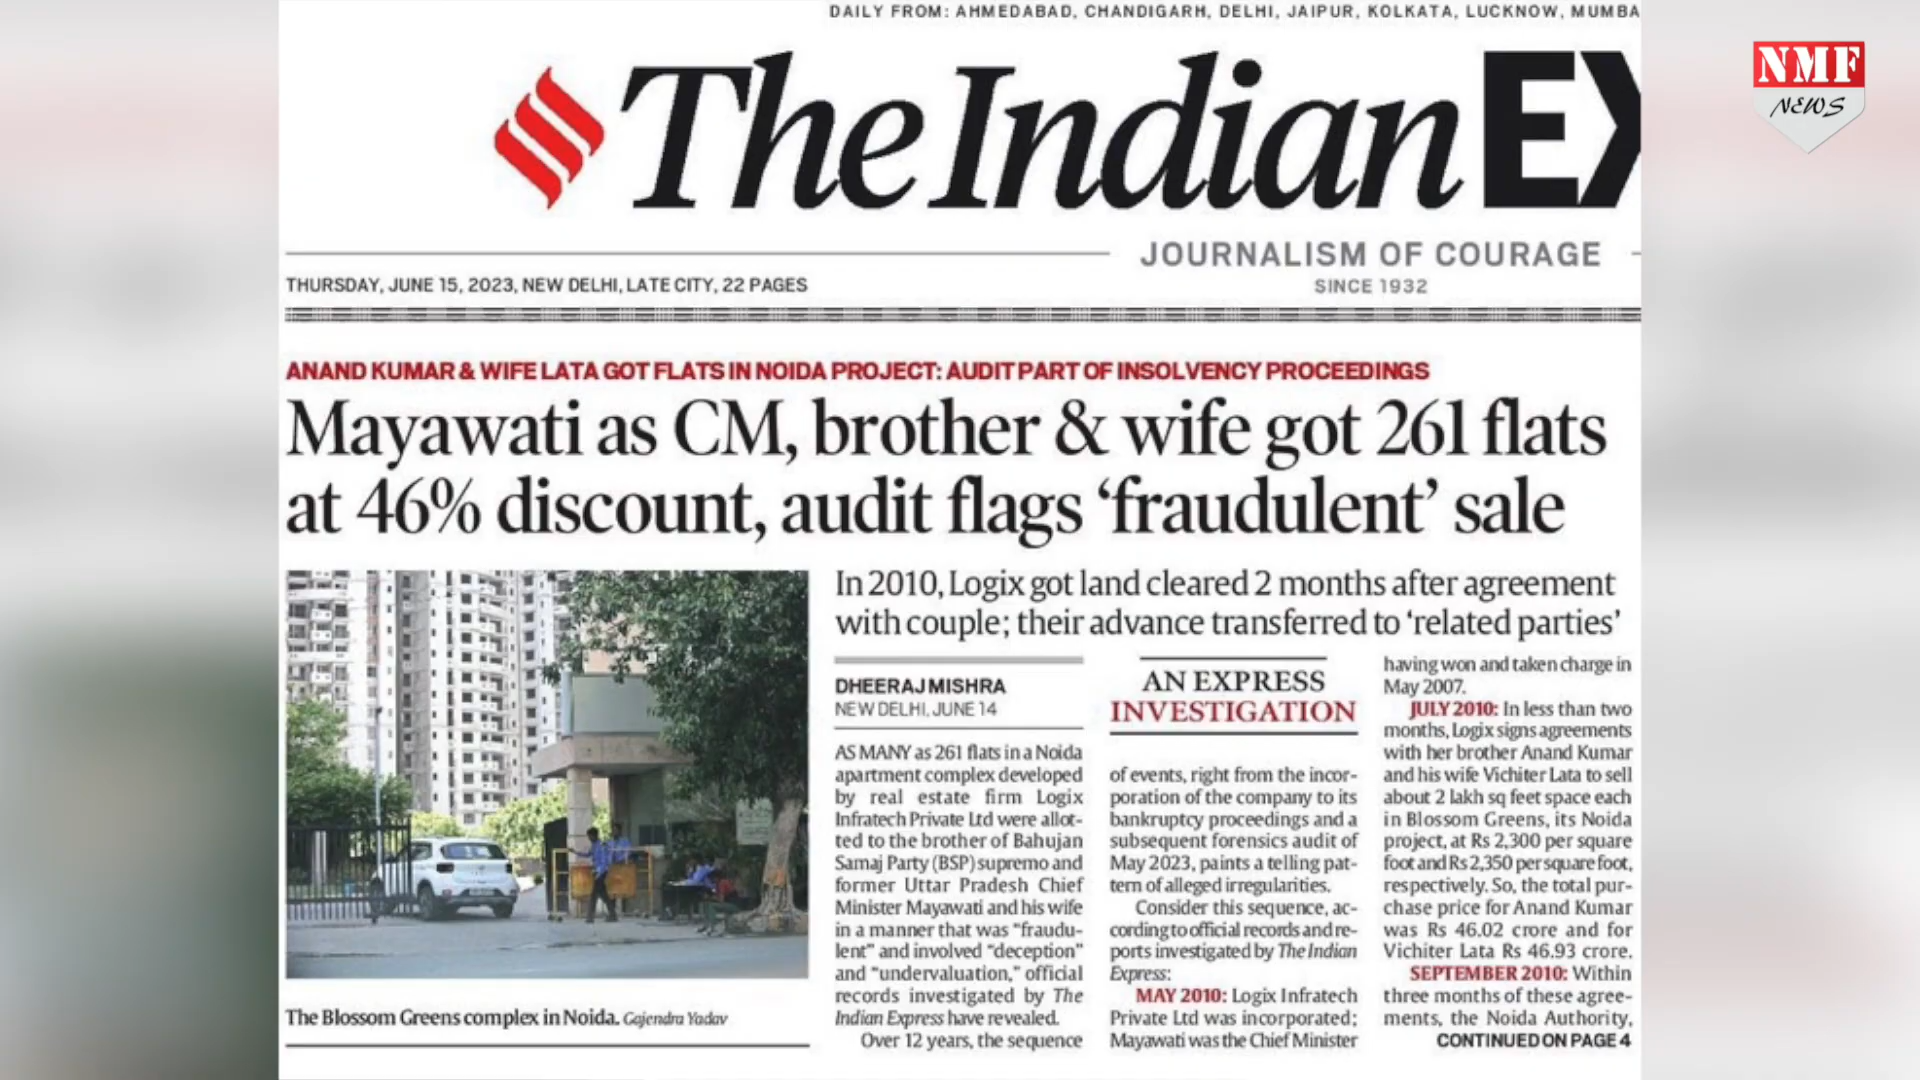 DAILY FROM: AHMEDABAD, CHANDIGARH, DELHI, JAIPUR, KOLKATA, LUCKNOW, MUMBA
NMF
NEWS
The Indian EX
JOURNALISM OF COURAGE
SINCE 1932
THURSDAY, JUNE 15, 2023, NEW DELHI, LATE CITY, 22 PAGES
ANAND KUMAR & WIFE LATA GOT FLATS IN NOIDA PROJECT: AUDIT PART OF INSOLVENCY PROCEEDINGS
Mayawati as CM, brother & wife got 261 flats
at 46% discount, audit flags ‘fraudulent’ sale
In 2010, Logix got land cleared 2 months after agreement
with couple; their advance transferred to ‘related parties’
The Blossom Greens complex in Noida. Gajendra Yadav
DHEERAJ MISHRA
NEW DELHI, JUNE 14
AS MANY as 261 flats in a Noida
apartment complex developed
by real estate firm Logix
Infratech Private Ltd were allot-
ted to the brother of Bahujan
Samaj Party (BSP) supremo and
former Uttar Pradesh Chief
Minister Mayawati and his wife
in a manner that was “fraudu-
lent” and involved “deception”
and “undervaluation,” official
records investigated by The
Indian Express have revealed.
Over 12 years, the sequence
AN EXPRESS
INVESTIGATION
of events, right from the incor-
poration of the company to its
bankruptcy proceedings and a
subsequent forensics audit of
May 2023, paints a telling pat-
tern of alleged irregularities.
Consider this sequence, ac-
cording to official records and re-
ports investigated by The Indian
Express:
MAY 2010: Logix Infratech
Private Ltd was incorporated;
Mayawati was the Chief Minister
having won and taken charge in
May 2007.
JULY 2010: In less than two
months, Logix signs agreements
with her brother Anand Kumar
and his wife Vichiter Lata to sell
about 2 lakh sq feet space each
in Blossom Greens, its Noida
project, at Rs 2,300 per square
foot and Rs 2,350 per square foot,
respectively. So, the total pur-
chase price for Anand Kumar
was Rs 46.02 crore and for
Vichiter Lata Rs 46.93 crore.
SEPTEMBER 2010: Within
three months of these agree-
ments, the Noida Authority,
CONTINUED ON PAGE 4